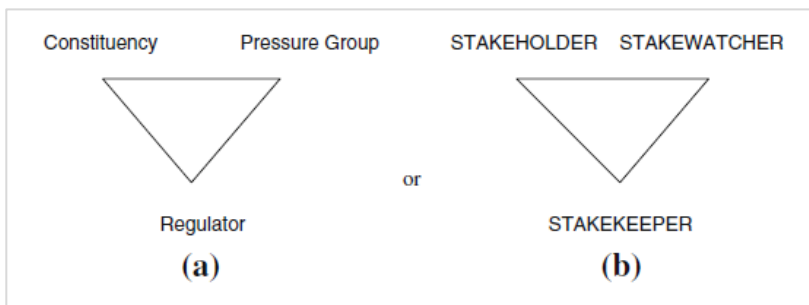 Constituency Pressure Group STAKEHOLDER STAKEWATCHER
or
Regulator STAKEKEEPER
(a) (b)